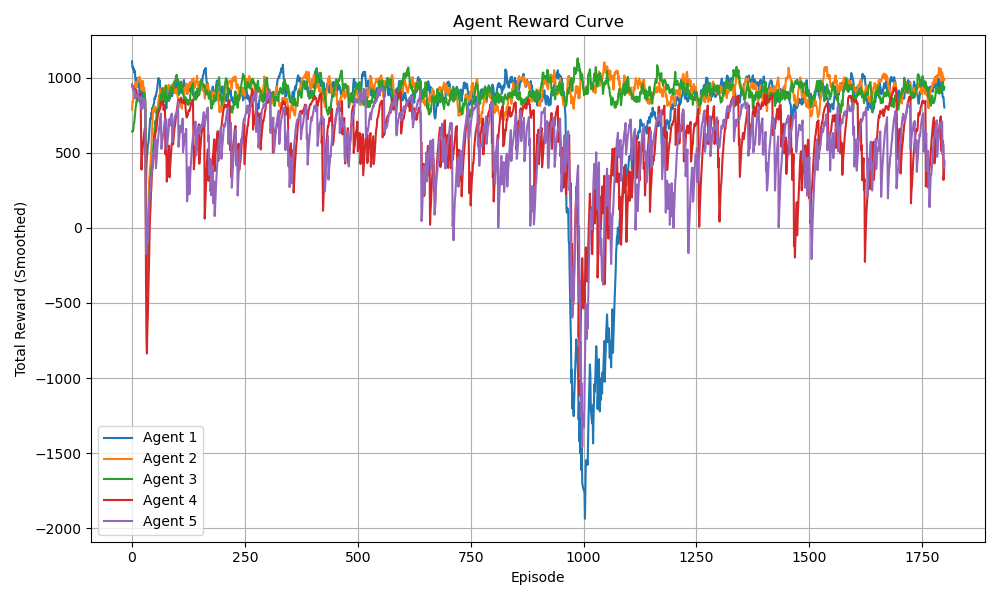 Agent Reward Curve
Total Reward (Smoothed)
1000
500
0
−500
−1000
−1500
−2000
Agent 1
Agent 2
Agent 3
Agent 4
Agent 5
0 250 500 750 1000 1250 1500 1750
Episode